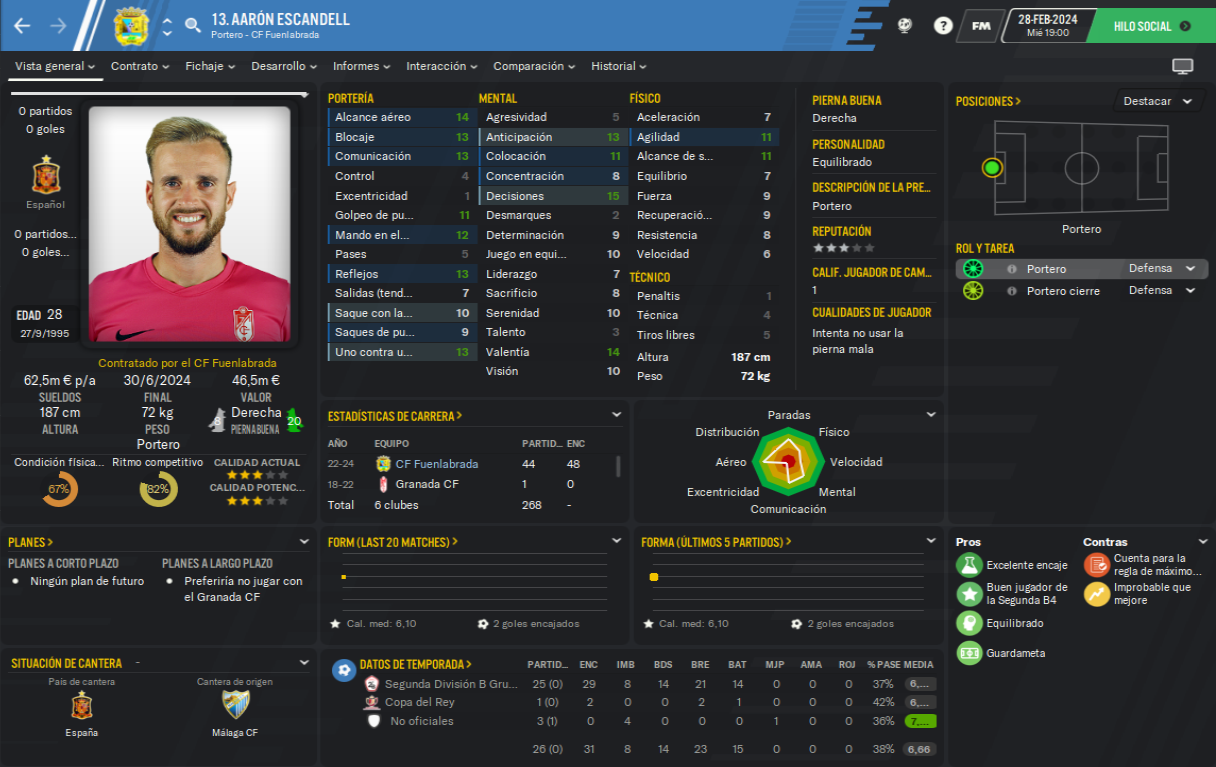 13. AARÓN ESCANDELL
Portero - CF Fuenlabrada
?
FM
28-FEB-2024
Mié 19:00
HILO SOCIAL
Vista general
Contrato
Fichaje
Desarrollo
Informes
Interacción
Comparación
Historial
0 partidos
0 goles
Español
0 partidos...
0 goles...
EDAD 28
27/9/1995
Contratado por el CF Fuenlabrada
62,5m € p/a 30/6/2024 46,5m €
SUELDOS FINAL VALOR
187 cm 72 kg 8 Derecha 20
ALTURA PESO PIERNA BUENA
Portero
Condición física... Ritmo competitivo CALIDAD ACTUAL
67% 82%
CALIDAD POTENC...
PORTERÍA
Alcance aéreo 14
Blocaje 13
Comunicación 13
Control 4
Excentricidad 1
Golpeo de pu... 11
Mando en el... 12
Pases 5
Reflejos 13
Salidas (tend... 7
Saque con la... 10
Saques de pu... 9
Uno contra u... 13
MENTAL
Agresividad 5
Anticipación 13
Colocación 11
Concentración 8
Decisiones 15
Desmarques 2
Determinación 9
Juego en equi... 10
Liderazgo 7
Sacrificio 8
Serenidad 10
Talento 3
Valentía 14
Visión 10
FÍSICO
Aceleración 7
Agilidad 11
Alcance de s... 11
Equilibrio 7
Fuerza 9
Recuperació... 9
Resistencia 8
Velocidad 6
TÉCNICO
Penaltis 1
Técnica 4
Tiros libres 5
Altura 187 cm
Peso 72 kg
PIERNA BUENA
Derecha
PERSONALIDAD
Equilibrado
DESCRIPCIÓN DE LA PRE...
Portero
REPUTACIÓN
CALIF. JUGADOR DE CAM...
1
CUALIDADES DE JUGADOR
Intenta no usar la
pierna mala
POSICIONES >
Destacar
Portero
ROL Y TAREA
Portero Defensa
Portero cierre Defensa
ESTADÍSTICAS DE CARRERA >
AÑO EQUIPO PARTID... ENC
22-24 CF Fuenlabrada 44 48
18-22 Granada CF 1 0
Total 6 clubes 268 -
Paradas
Distribución Físico
Aéreo Velocidad
Excentricidad Mental
Comunicación
PLANES >
PLANES A CORTO PLAZO
Ningún plan de futuro
PLANES A LARGO PLAZO
Preferiría no jugar con
el Granada CF
FORM (LAST 20 MATCHES) >
Cal. med: 6,10 2 goles encajados
FORMA (ÚLTIMOS 5 PARTIDOS) >
Cal. med: 6,10 2 goles encajados
Pros
Excelente encaje
Buen jugador de
la Segunda B4
Equilibrado
Guardameta
Contras
Cuenta para la
regla de máximo...
Improbable que
mejore
SITUACIÓN DE CANTERA -
País de cantera Cantera de origen
España Málaga CF
DATOS DE TEMPORADA > PARTID... ENC IMB BDS BRE BAT MJP AMA ROJ % PASE MEDIA
Segunda División B Gru... 25 (0) 29 8 14 21 14 0 0 0 37% 6,...
Copa del Rey 1 (0) 2 0 0 2 1 0 0 0 42% 6,...
No oficiales 3 (1) 0 4 0 0 0 1 0 0 36% 7,...
26 (0) 31 8 14 23 15 0 0 0 38% 6,66